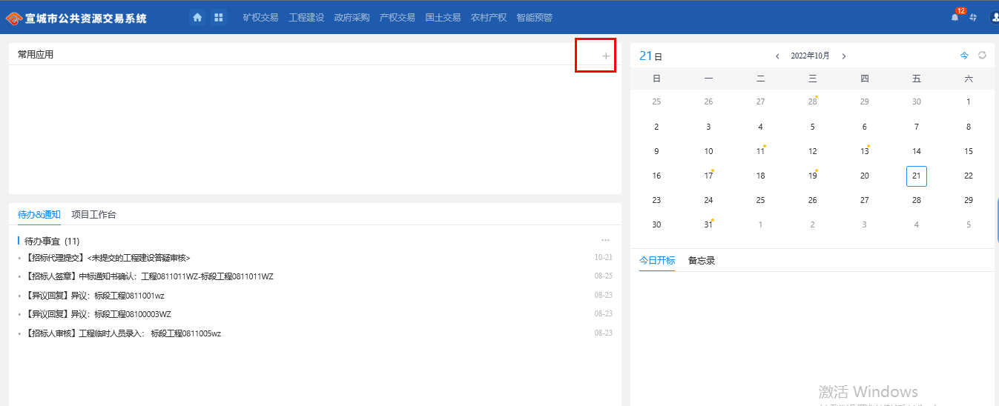 宣城市公共资源交易系统
矿权交易 工程建设 政府采购 产权交易 国土交易 农村产权 智能预警
12
常用应用
+
待办&通知 项目工作台
待办事宜 (11)
···
【招标代理提交】<未提交的工程建设答疑审核> 10-21
【招标人签章】中标通知书确认：工程0811011WZ-标段工程0811011WZ 08-25
【异议回复】异议：标段工程0811001wz 08-23
【异议回复】异议：标段工程08100003WZ 08-23
【招标人审核】工程临时人员录入： 标段工程0811005wz 08-23
21日 2022年10月 今
日 一 二 三 四 五 六
25 26 27 28 29 30 1
2 3 4 5 6 7 8
9 10 11 12 13 14 15
16 17 18 19 20 21 22
23 24 25 26 27 28 29
30 31 1 2 3 4 5
今日开标 备忘录
激活 Windows